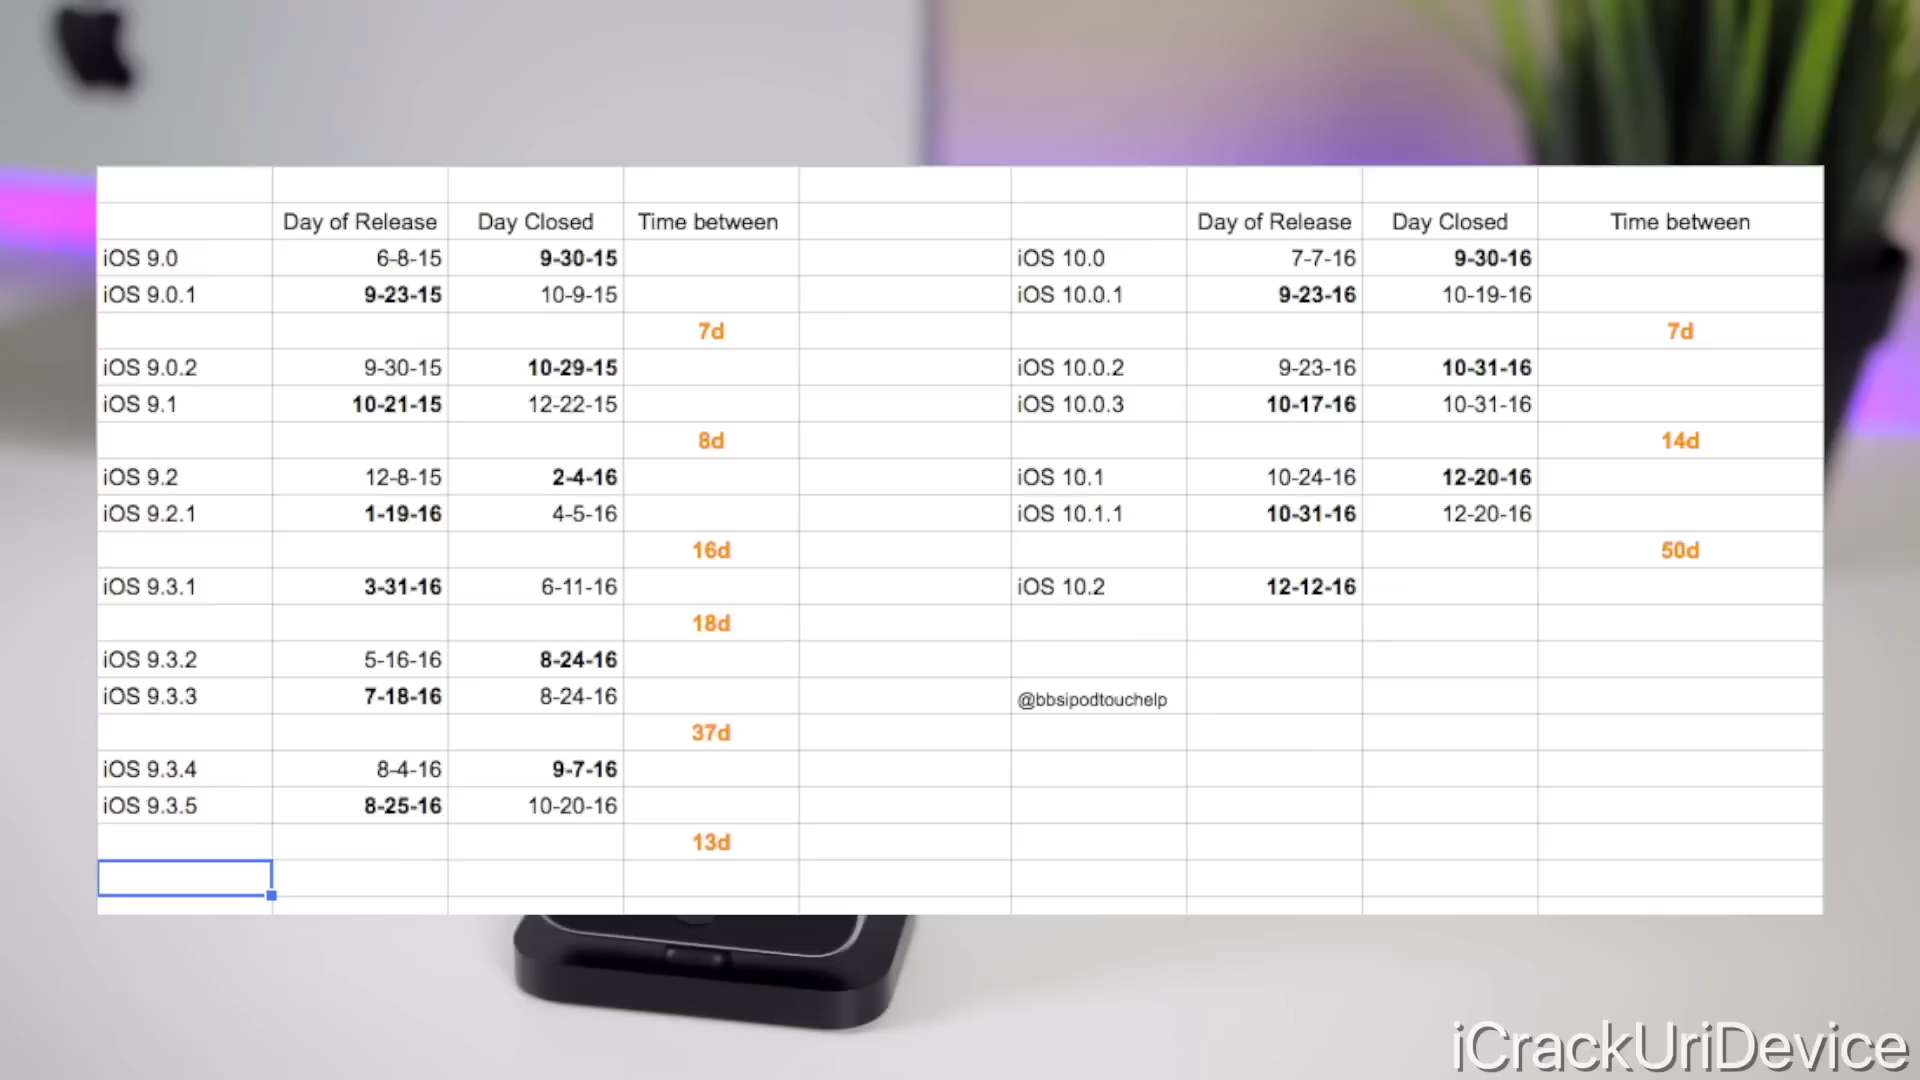 Day of Release Day Closed Time between Day of Release Day Closed Time between
iOS 9.0 6-8-15 9-30-15 iOS 10.0 7-7-16 9-30-16
iOS 9.0.1 9-23-15 10-9-15 iOS 10.0.1 9-23-16 10-19-16
7d 7d
iOS 9.0.2 9-30-15 10-29-15 iOS 10.0.2 9-23-16 10-31-16
iOS 9.1 10-21-15 12-22-15 iOS 10.0.3 10-17-16 10-31-16
8d 14d
iOS 9.2 12-8-15 2-4-16 iOS 10.1 10-24-16 12-20-16
iOS 9.2.1 1-19-16 4-5-16 iOS 10.1.1 10-31-16 12-20-16
16d 50d
iOS 9.3.1 3-31-16 6-11-16 iOS 10.2 12-12-16
18d
iOS 9.3.2 5-16-16 8-24-16
iOS 9.3.3 7-18-16 8-24-16 @bbsipodtouchelp
37d
iOS 9.3.4 8-4-16 9-7-16
iOS 9.3.5 8-25-16 10-20-16
13d
iCrackUriDevice